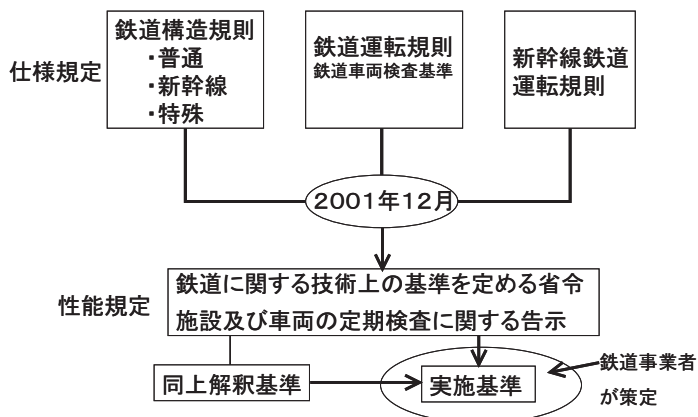 仕様規定
鉄道構造規則
・普通
・新幹線
・特殊
鉄道運転規則
鉄道車両検査基準
新幹線鉄道
運転規則
2001年12月
性能規定
鉄道に関する技術上の基準を定める省令
施設及び車両の定期検査に関する告示
同上解釈基準
実施基準
鉄道事業者
が策定